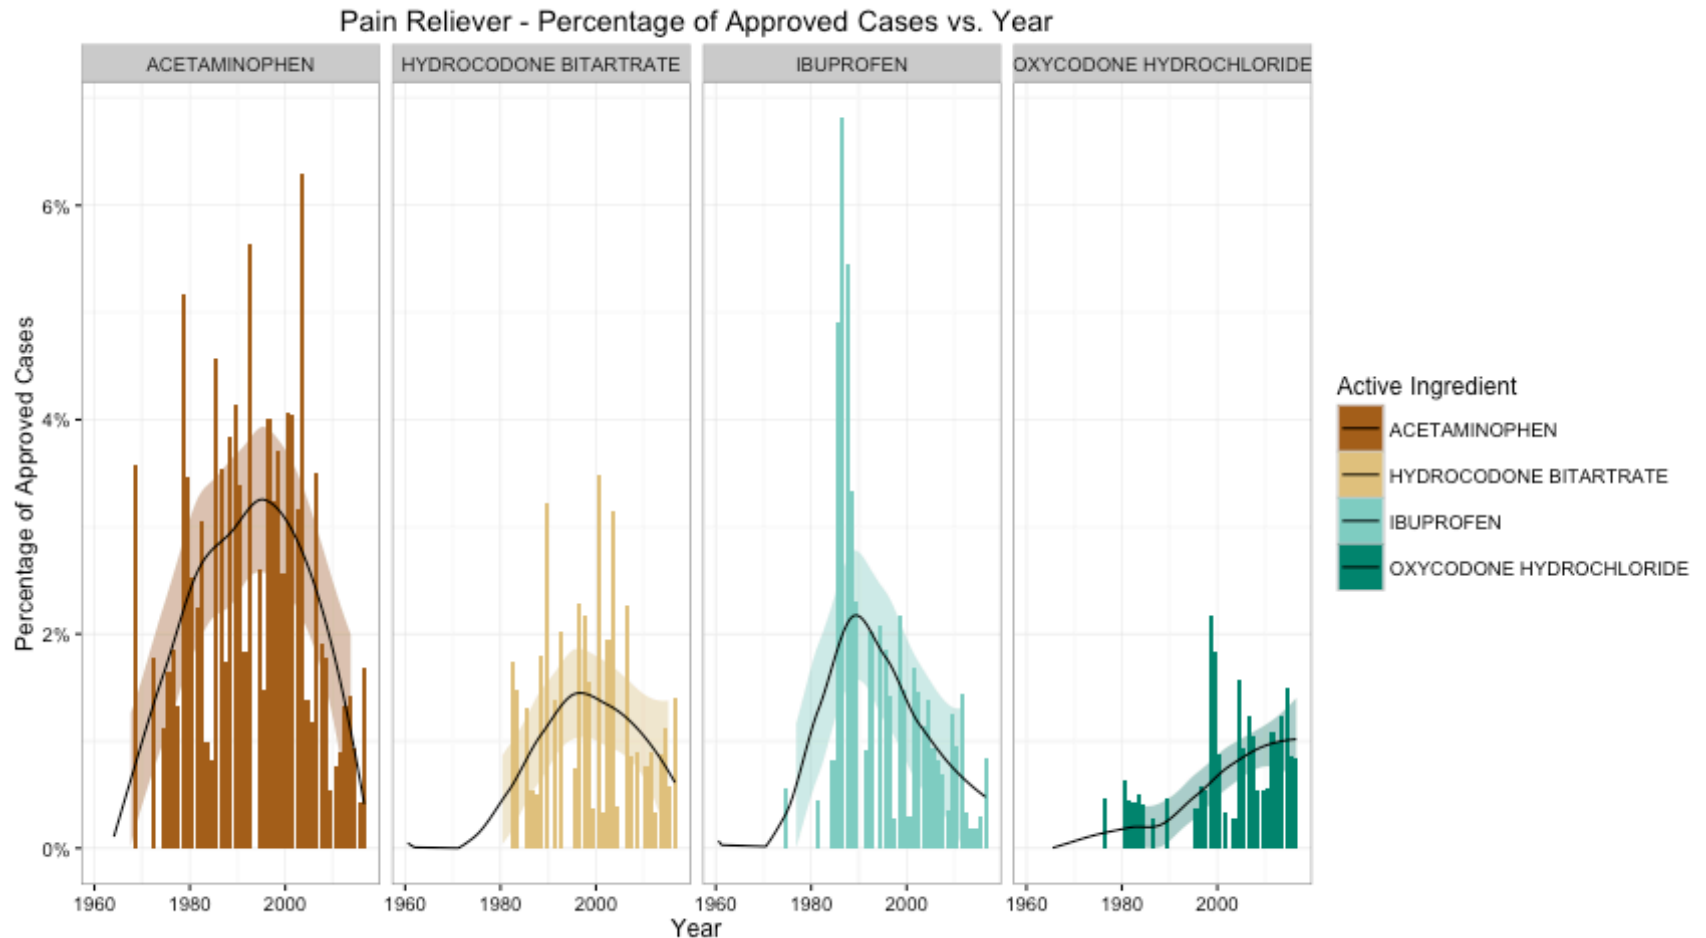 Pain Reliever - Percentage of Approved Cases vs. Year
ACETAMINOPHEN
HYDROCODONE BITARTRATE
IBUPROFEN
OXYCODONE HYDROCHLORIDE
Percentage of Approved Cases
6%
4%
2%
0%
1960 1980 2000
1960 1980 2000
1960 1980 2000
1960 1980 2000
Year
Active Ingredient
ACETAMINOPHEN
HYDROCODONE BITARTRATE
IBUPROFEN
OXYCODONE HYDROCHLORIDE